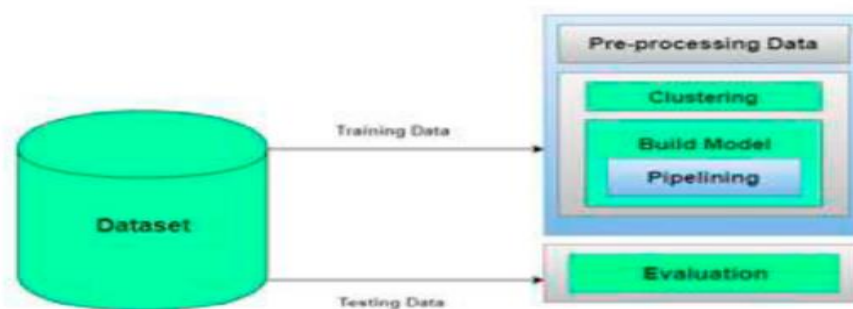 Pre-processing Data
Clustering
Training Data
Build Model
Pipelining
Dataset
Evaluation
Testing Data